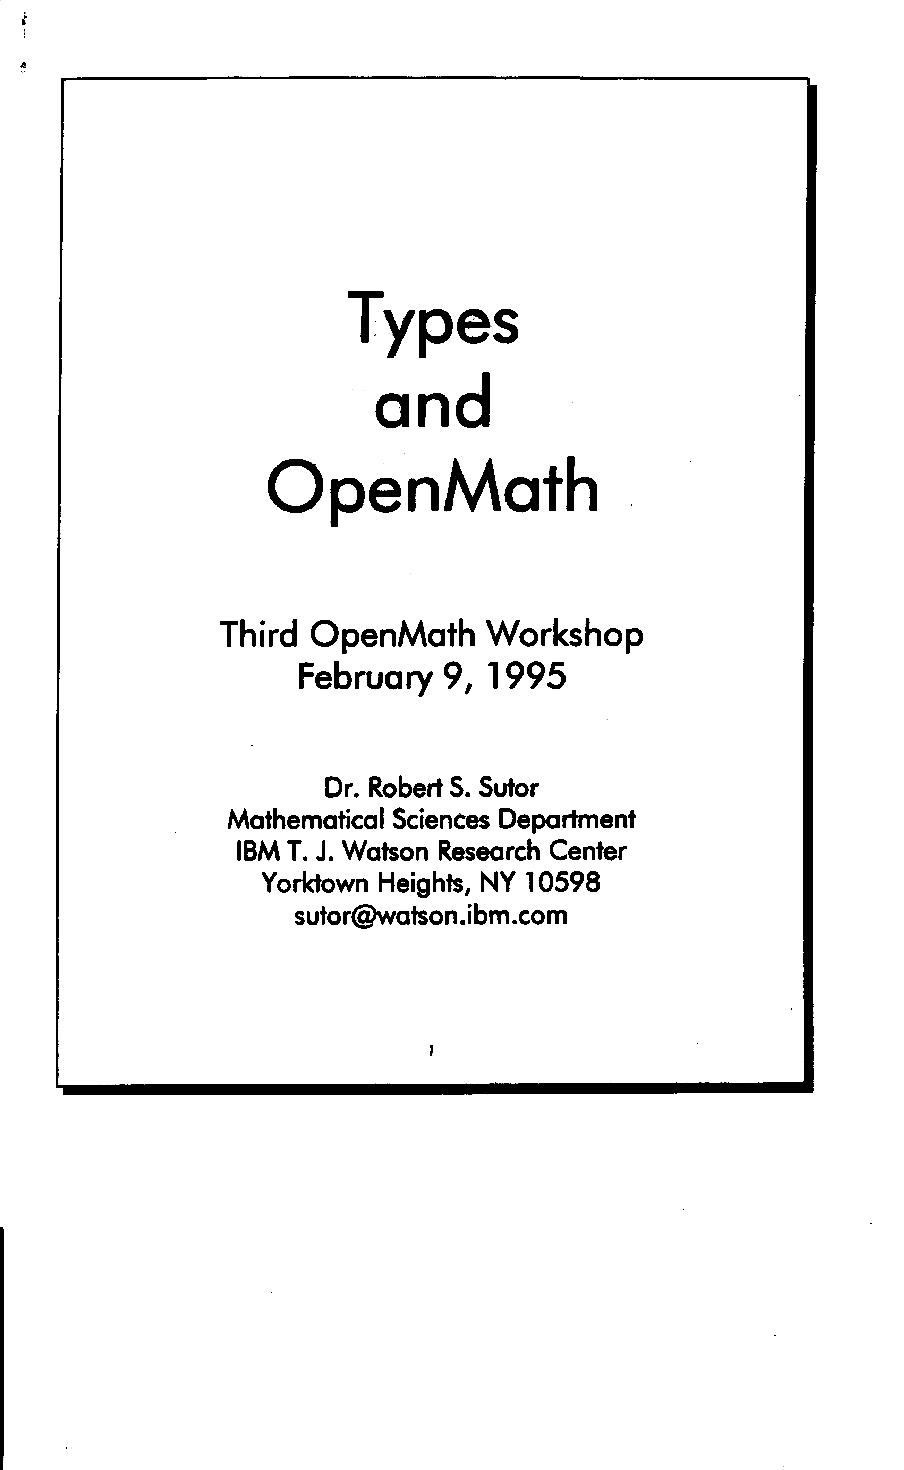 Types
and
OpenMath
Third OpenMath Workshop
February 9, 1995
Dr. Robert S. Sutor
Mathematical Sciences Department
IBM T. J. Watson Research Center
Yorktown Heights, NY 10598
sutor@watson.ibm.com
1